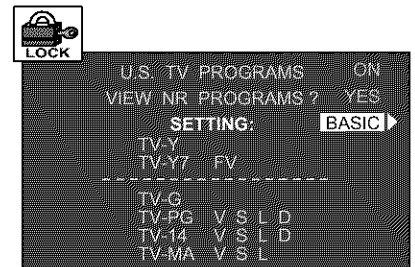 LOCK
U.S. TV PROGRAMS ON
VIEW NR PROGRAMS ? YES
SETTING: BASIC
TV-Y
TV-Y7 FV
TV-G
TV-PG V S L D
TV-14 V S L D
TV-MA V S L